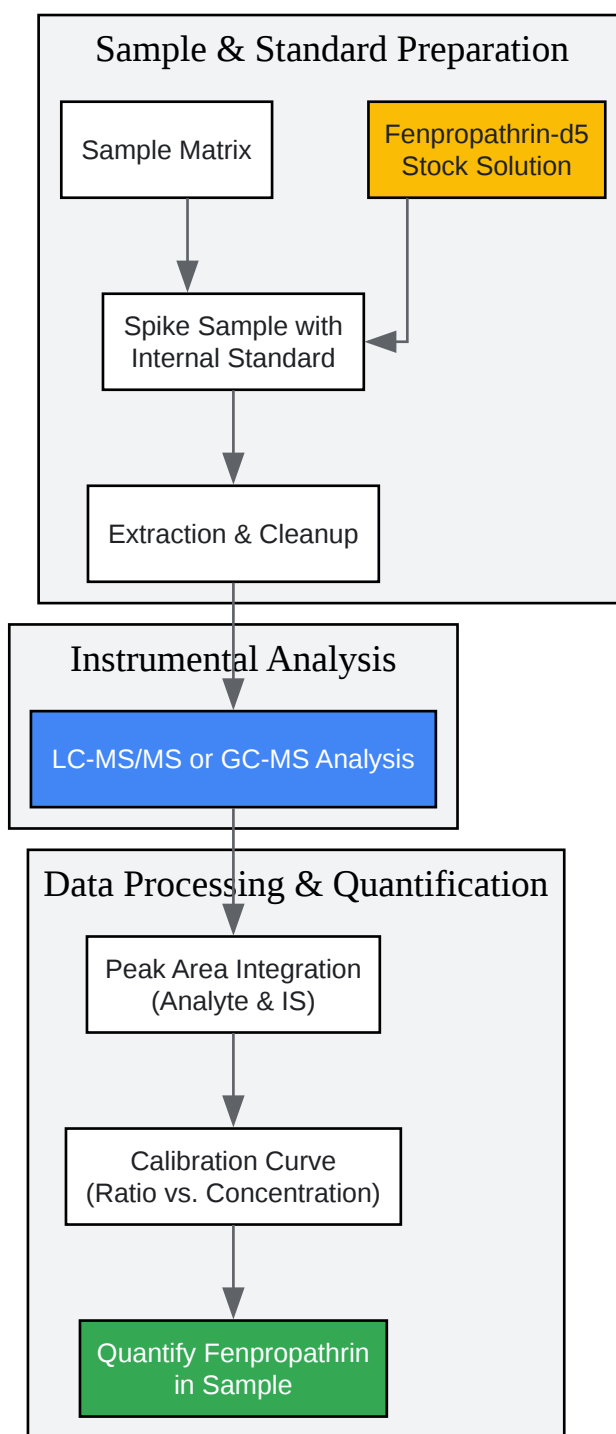 Sample & Standard Preparation
Sample Matrix
Fenpropathrin-d5
Stock Solution
Spike Sample with
Internal Standard
Extraction & Cleanup
Instrumental Analysis
LC-MS/MS or GC-MS Analysis
Data Processing & Quantification
Peak Area Integration
(Analyte & IS)
Calibration Curve
(Ratio vs. Concentration)
Quantify Fenpropathrin
in Sample